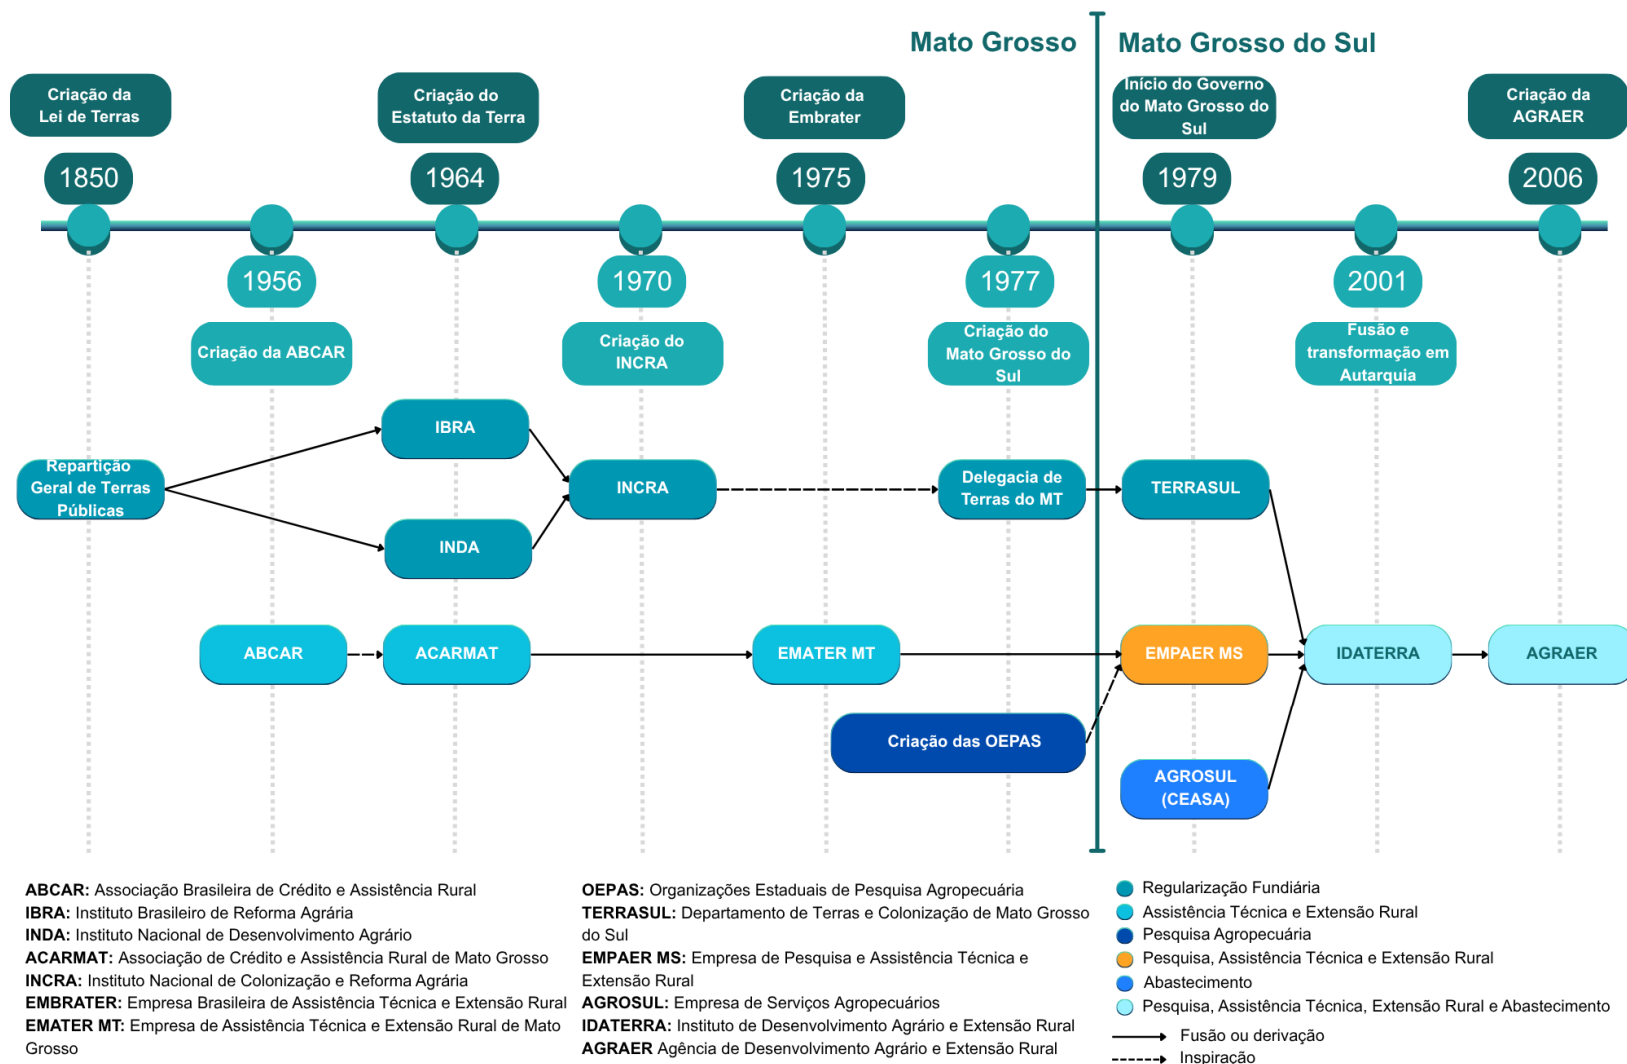 Mato Grosso
Mato Grosso do Sul
Criação da
Lei de Terras
Criação do
Estatuto da Terra
Criação da
Embrater
Início do Governo
do Mato Grosso do
Sul
Criação da
AGRAER
1850
1964
1975
1979
2006
1956
1970
1977
2001
Criação da ABCAR
Criação do
INCRA
Criação do
Mato Grosso do
Sul
Fusão e
transformação em
Autarquia
IBRA
Repartição
Geral de Terras
Públicas
INCRA
Delegacia de
Terras do MT
TERRASUL
INDA
ABCAR
ACARMAT
EMATER MT
EMPAER MS
IDATERRA
AGRAER
Criação das OEPAS
AGROSUL
(CEASA)
ABCAR: Associação Brasileira de Crédito e Assistência Rural
IBRA: Instituto Brasileiro de Reforma Agrária
INDA: Instituto Nacional de Desenvolvimento Agrário
ACARMAT: Associação de Crédito e Assistência Rural de Mato Grosso
INCRA: Instituto Nacional de Colonização e Reforma Agrária
EMBRATER: Empresa Brasileira de Assistência Técnica e Extensão Rural
EMATER MT: Empresa de Assistência Técnica e Extensão Rural de Mato
Grosso
OEPAS: Organizações Estaduais de Pesquisa Agropecuária
TERRASUL: Departamento de Terras e Colonização de Mato Grosso
do Sul
EMPAER MS: Empresa de Pesquisa e Assistência Técnica e
Extensão Rural
AGROSUL: Empresa de Serviços Agropecuários
IDATERRA: Instituto de Desenvolvimento Agrário e Extensão Rural
AGRAER Agência de Desenvolvimento Agrário e Extensão Rural
Regularização Fundiária
Assistência Técnica e Extensão Rural
Pesquisa Agropecuária
Pesquisa, Assistência Técnica e Extensão Rural
Abastecimento
Pesquisa, Assistência Técnica, Extensão Rural e Abastecimento
Fusão ou derivação
Inspiração